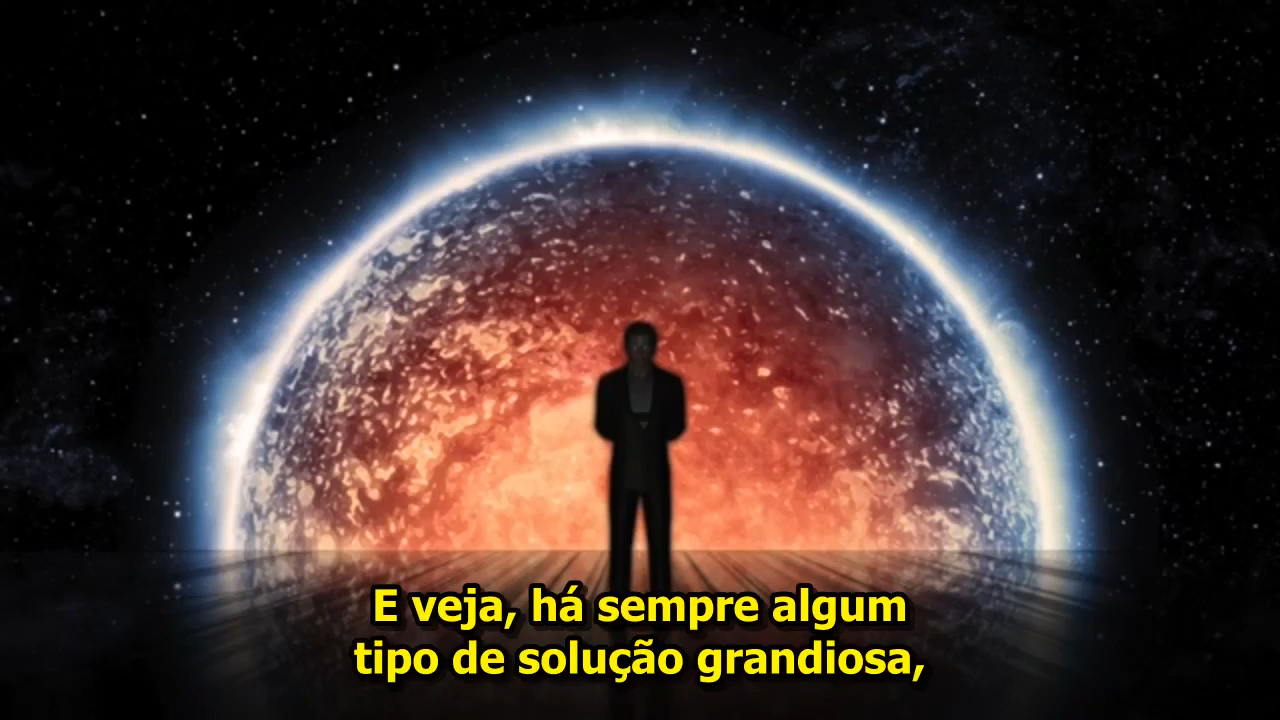 E veja, há sempre algum
tipo de solução grandiosa,